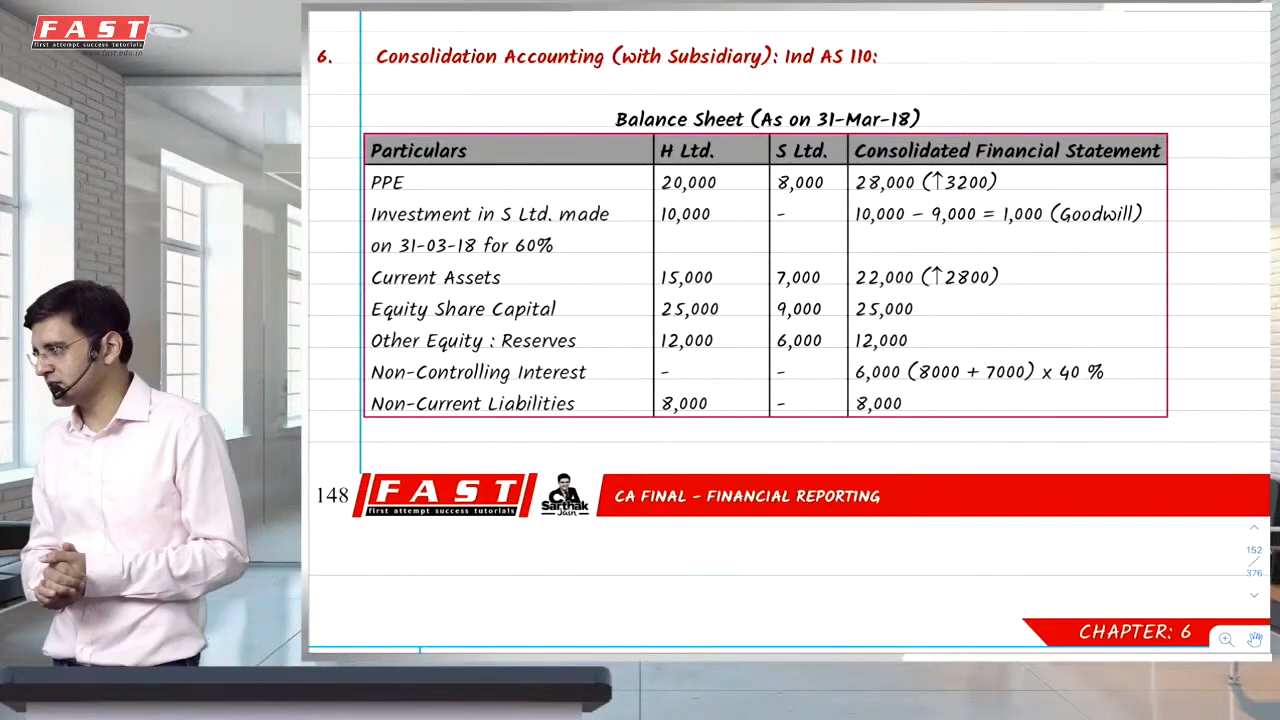 FAST
first attempt success tutorials
www.fast.edu.in
6. Consolidation Accounting (with Subsidiary): Ind AS 110:
Balance Sheet (As on 31-Mar-18)
Particulars H Ltd. S Ltd. Consolidated Financial Statement
PPE 20,000 8,000 28,000 (↑3200)
Investment in S Ltd. made 10,000 - 10,000 - 9,000 = 1,000 (Goodwill)
on 31-03-18 for 60%
Current Assets 15,000 7,000 22,000 (↑2800)
Equity Share Capital 25,000 9,000 25,000
Other Equity : Reserves 12,000 6,000 12,000
Non-Controlling Interest - - 6,000 (8000 + 7000) x 40 %
Non-Current Liabilities 8,000 - 8,000
148 FAST CA FINAL - FINANCIAL REPORTING
first attempt success tutorials
CA
Sarthak
Jain
152
/
376
CHAPTER: 6